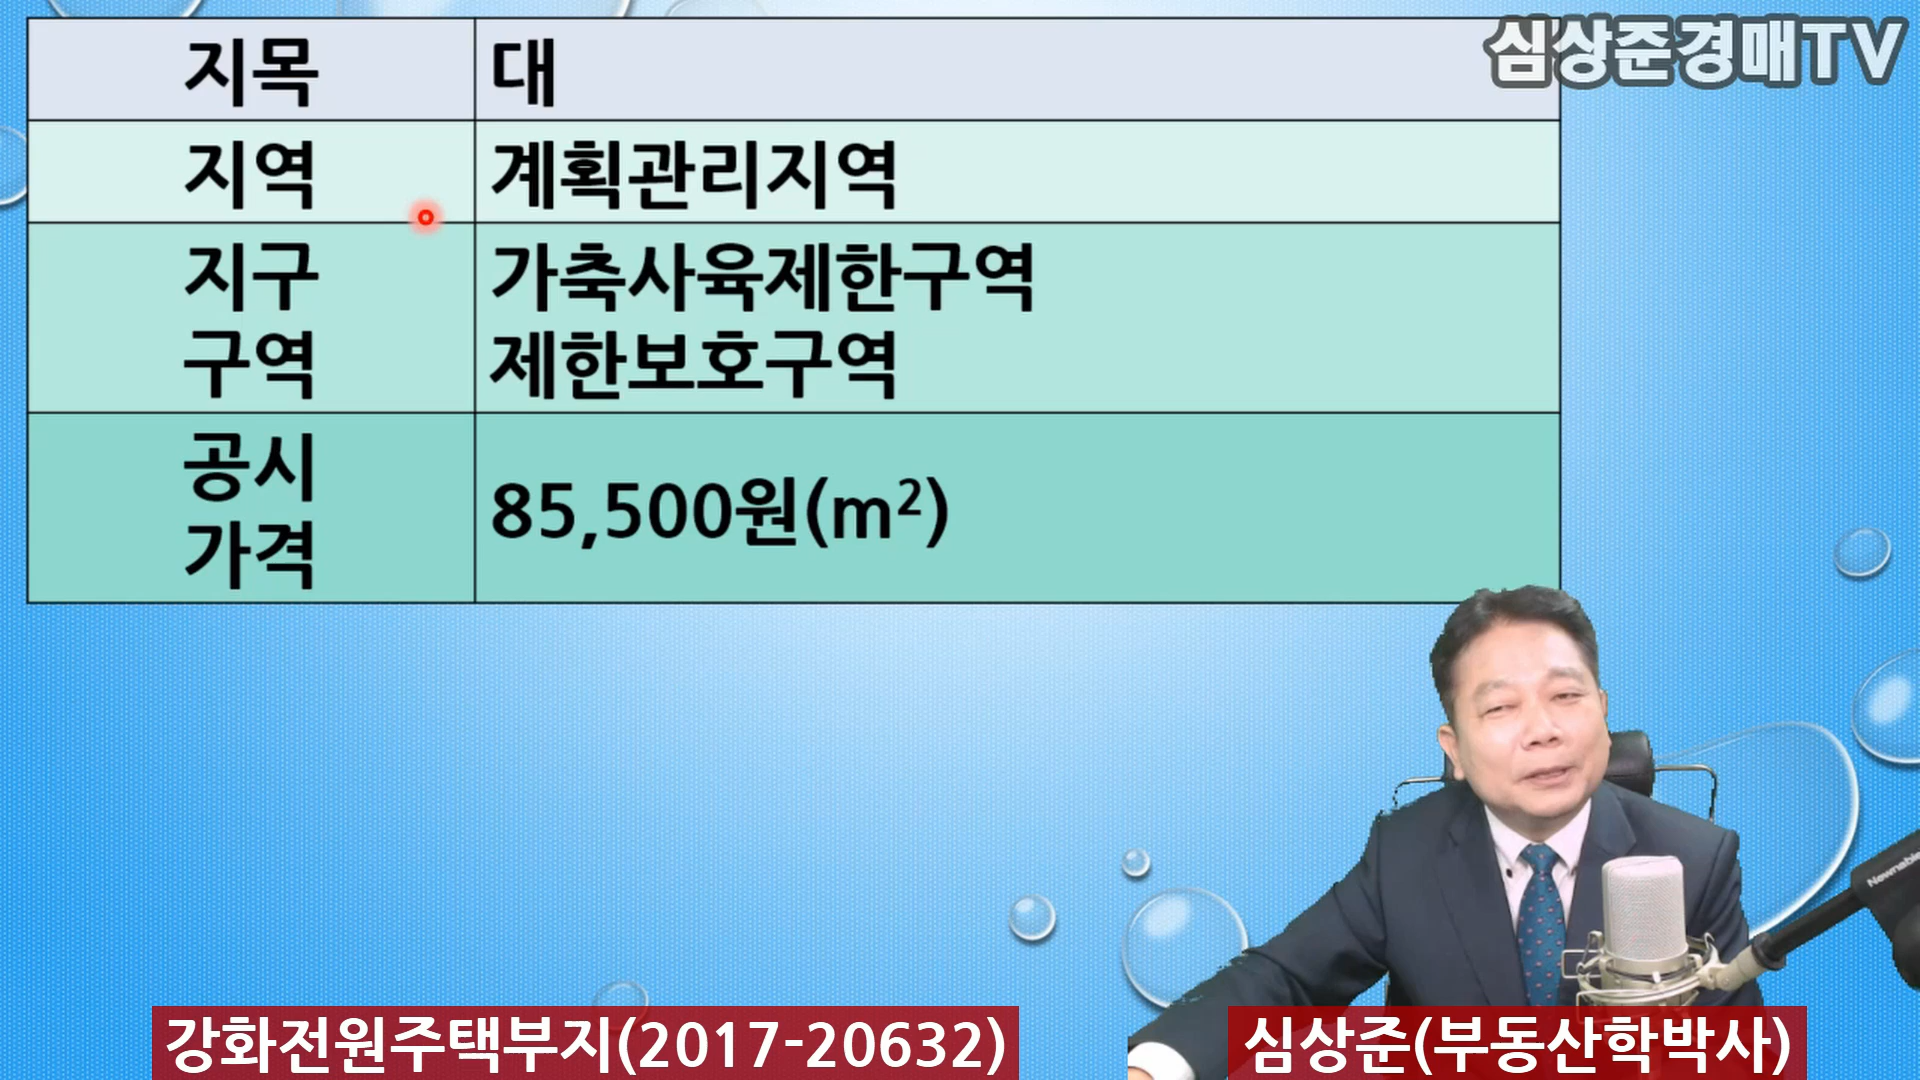 심상준경매TV
지목 대
지역 계획관리지역
지구 가축사육제한구역
구역 제한보호구역
공시
가격 85,500원(m²)
Newnable
강화전원주택부지(2017-20632)
심상준(부동산학박사)